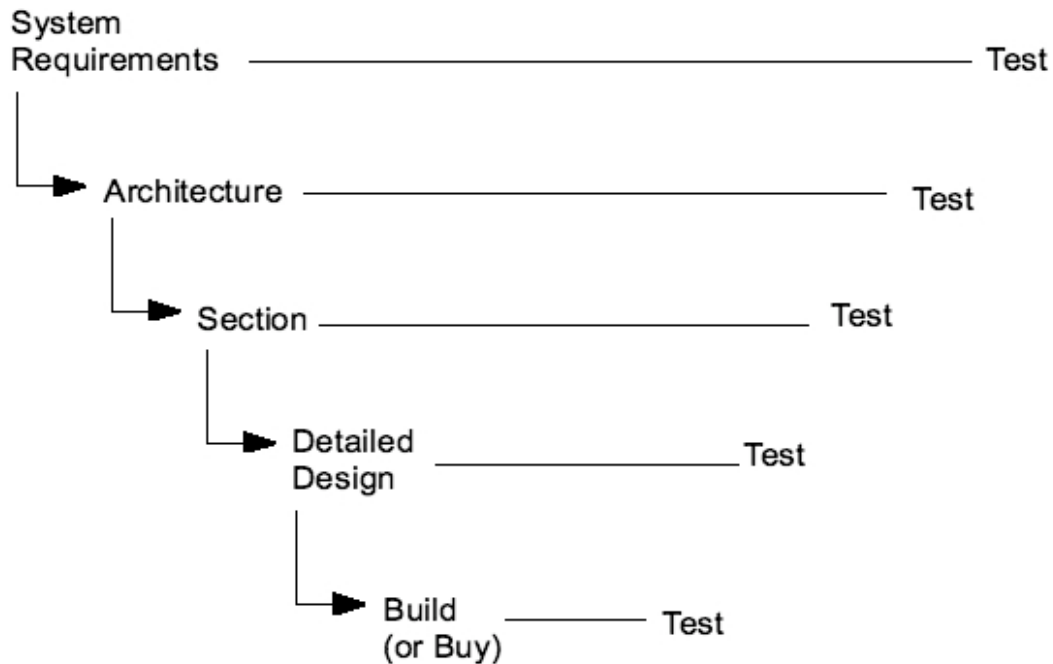 System
Requirements
Test
Architecture
Test
Section
Test
Detailed
Design
Test
Build
(or Buy)
Test